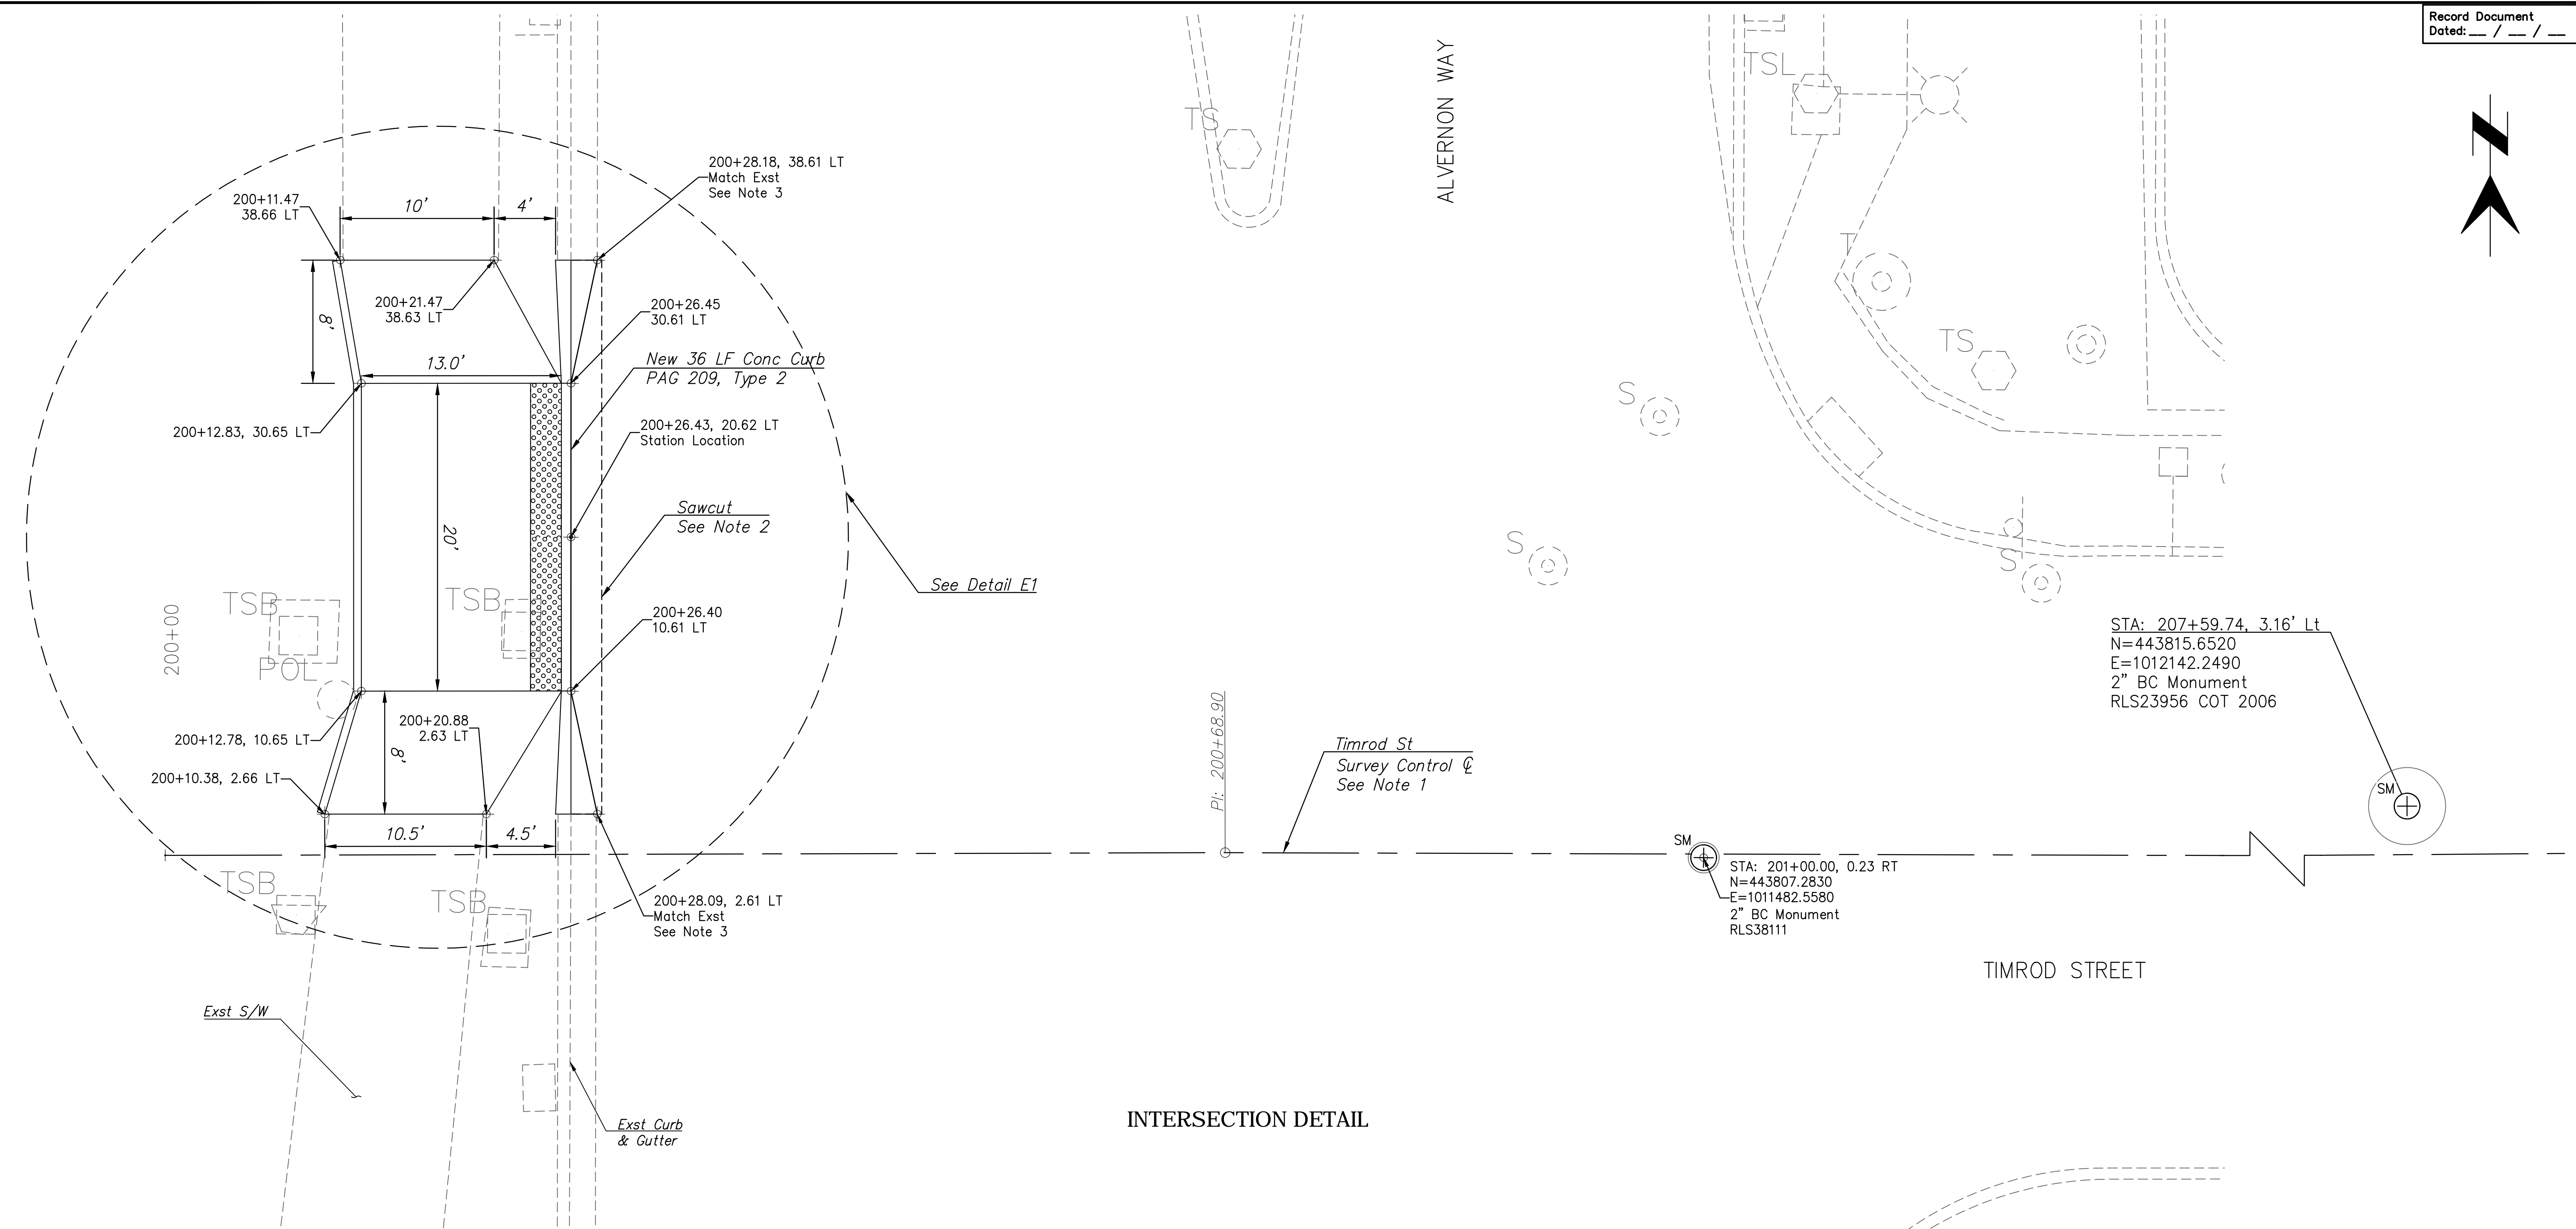 Record Document
Dated: __ / __ / __
N
ALVERNON WAY
TSL
TS
T
TS
S
S
S
200+28.18, 38.61 LT
Match Exst
See Note 3
200+11.47
38.66 LT
10'
4'
200+21.47
38.63 LT
8'
200+26.45
30.61 LT
13.0'
New 36 LF Conc Curb
PAG 209, Type 2
200+12.83, 30.65 LT
200+26.43, 20.62 LT
Station Location
20'
Sawcut
See Note 2
See Detail E1
200+00
TSB
TSB
POL
200+26.40
10.61 LT
200+12.78, 10.65 LT
200+20.88
2.63 LT
8'
200+10.38, 2.66 LT
10.5'
4.5'
PI: 200+68.90
Timrod St
Survey Control ℄
See Note 1
STA: 207+59.74, 3.16' Lt
N=443815.6520
E=1012142.2490
2" BC Monument
RLS23956 COT 2006
SM
SM
STA: 201+00.00, 0.23 RT
N=443807.2830
E=1011482.5580
2" BC Monument
RLS38111
TSB
TSB
200+28.09, 2.61 LT
Match Exst
See Note 3
TIMROD STREET
Exst S/W
Exst Curb
& Gutter
INTERSECTION DETAIL